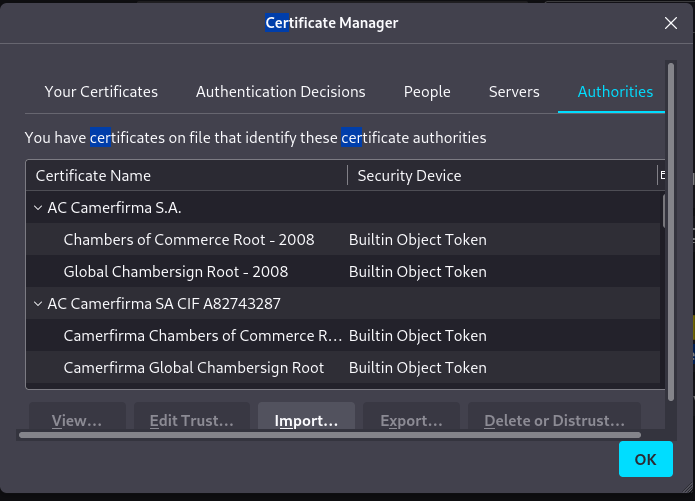 Certificate Manager
Your Certificates Authentication Decisions People Servers Authorities
You have certificates on file that identify these certificate authorities
Certificate Name Security Device E
AC Camerfirma S.A.
Chambers of Commerce Root - 2008 Builtin Object Token
Global Chambersign Root - 2008 Builtin Object Token
AC Camerfirma SA CIF A82743287
Camerfirma Chambers of Commerce R... Builtin Object Token
Camerfirma Global Chambersign Root Builtin Object Token
View... Edit Trust... Import... Export... Delete or Distrust...
OK